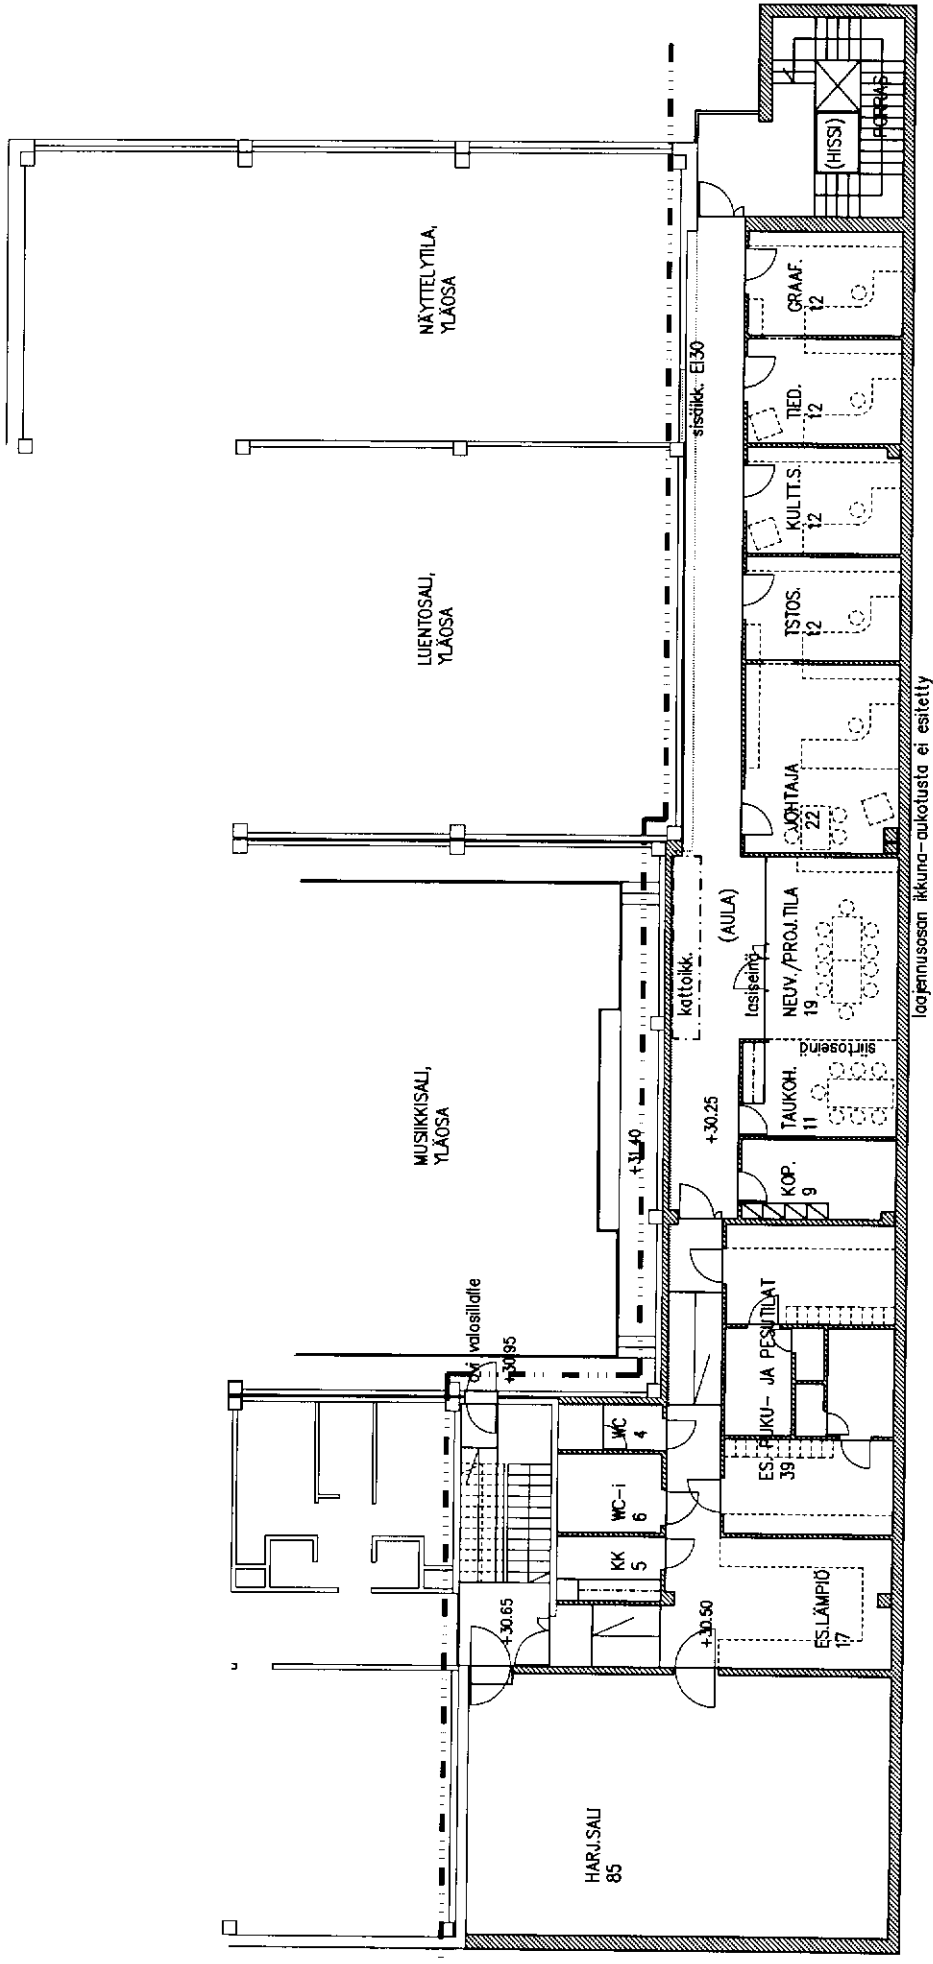 NÄYTTELYTILA,
YLÄOSA
LUENTOSALI,
YLÄOSA
MUSIIKKISALI,
YLÄOSA
(HISSI)
PORRAS
GRAAF.
12
TIED.
12
KULTT.S.
12
TSTOS.
12
JOHTAJA
22
NEUV./PROJ.TILA
19
TAUKOH.
11
KOP.
9
sisäikk. EI30
kattoikk.
(AULA)
lasiseinä
siirtoseinä
+30.25
+31.40
ovi valosillalle
+30.95
ES. PUKU- JA PESUTILAT
39
WC
4
WC-i
6
KK
5
+30.65
+30.50
ES.LÄMPIÖ
17
HARJ.SALI
85
laajennusosan ikkuna-aukotusta ei esitetty